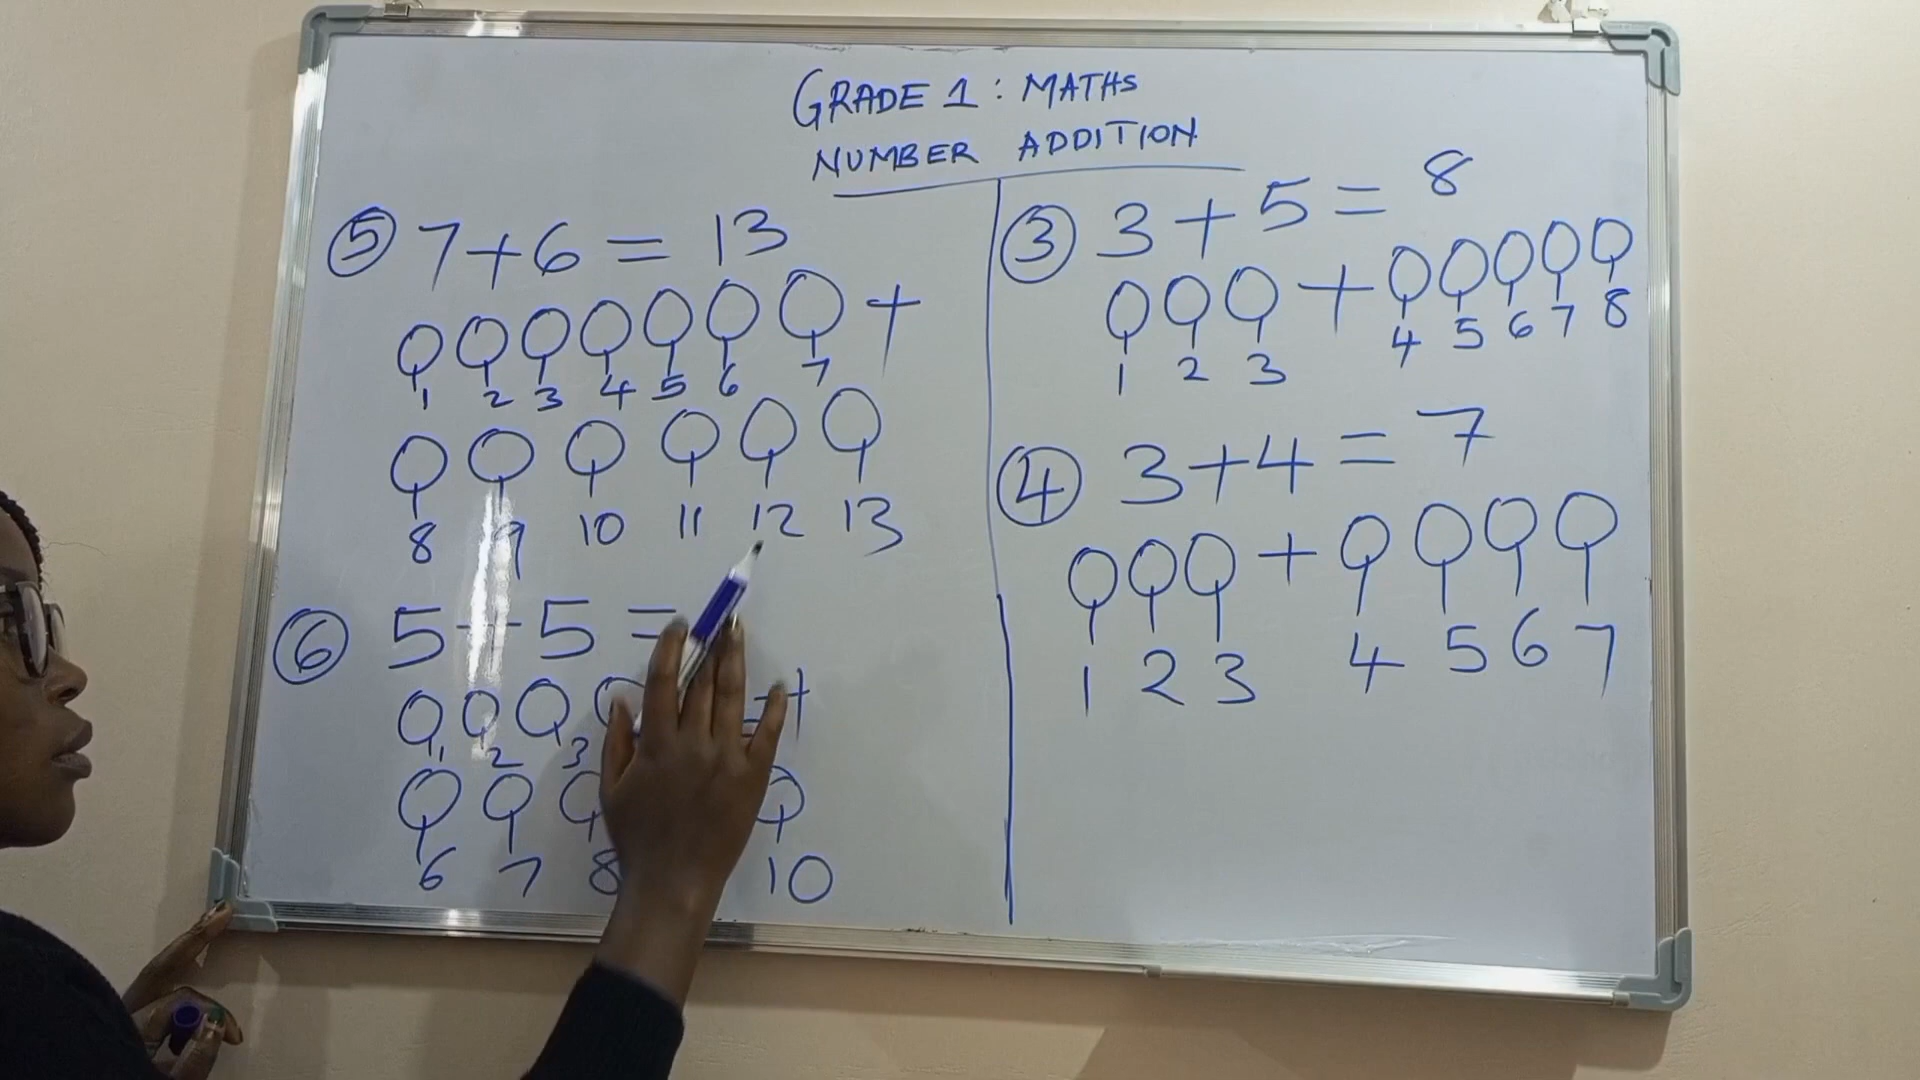 GRADE 1: MATHS
NUMBER ADDITION
5 7+6 = 13
+
1 2 3 4 5 6 7
8 9 10 11 12 13
6 5+5 =
+
1 2 3
6 7 8 10
3 3+5 = 8
+
1 2 3 4 5 6 7 8
4 3+4 = 7
+
1 2 3 4 5 6 7